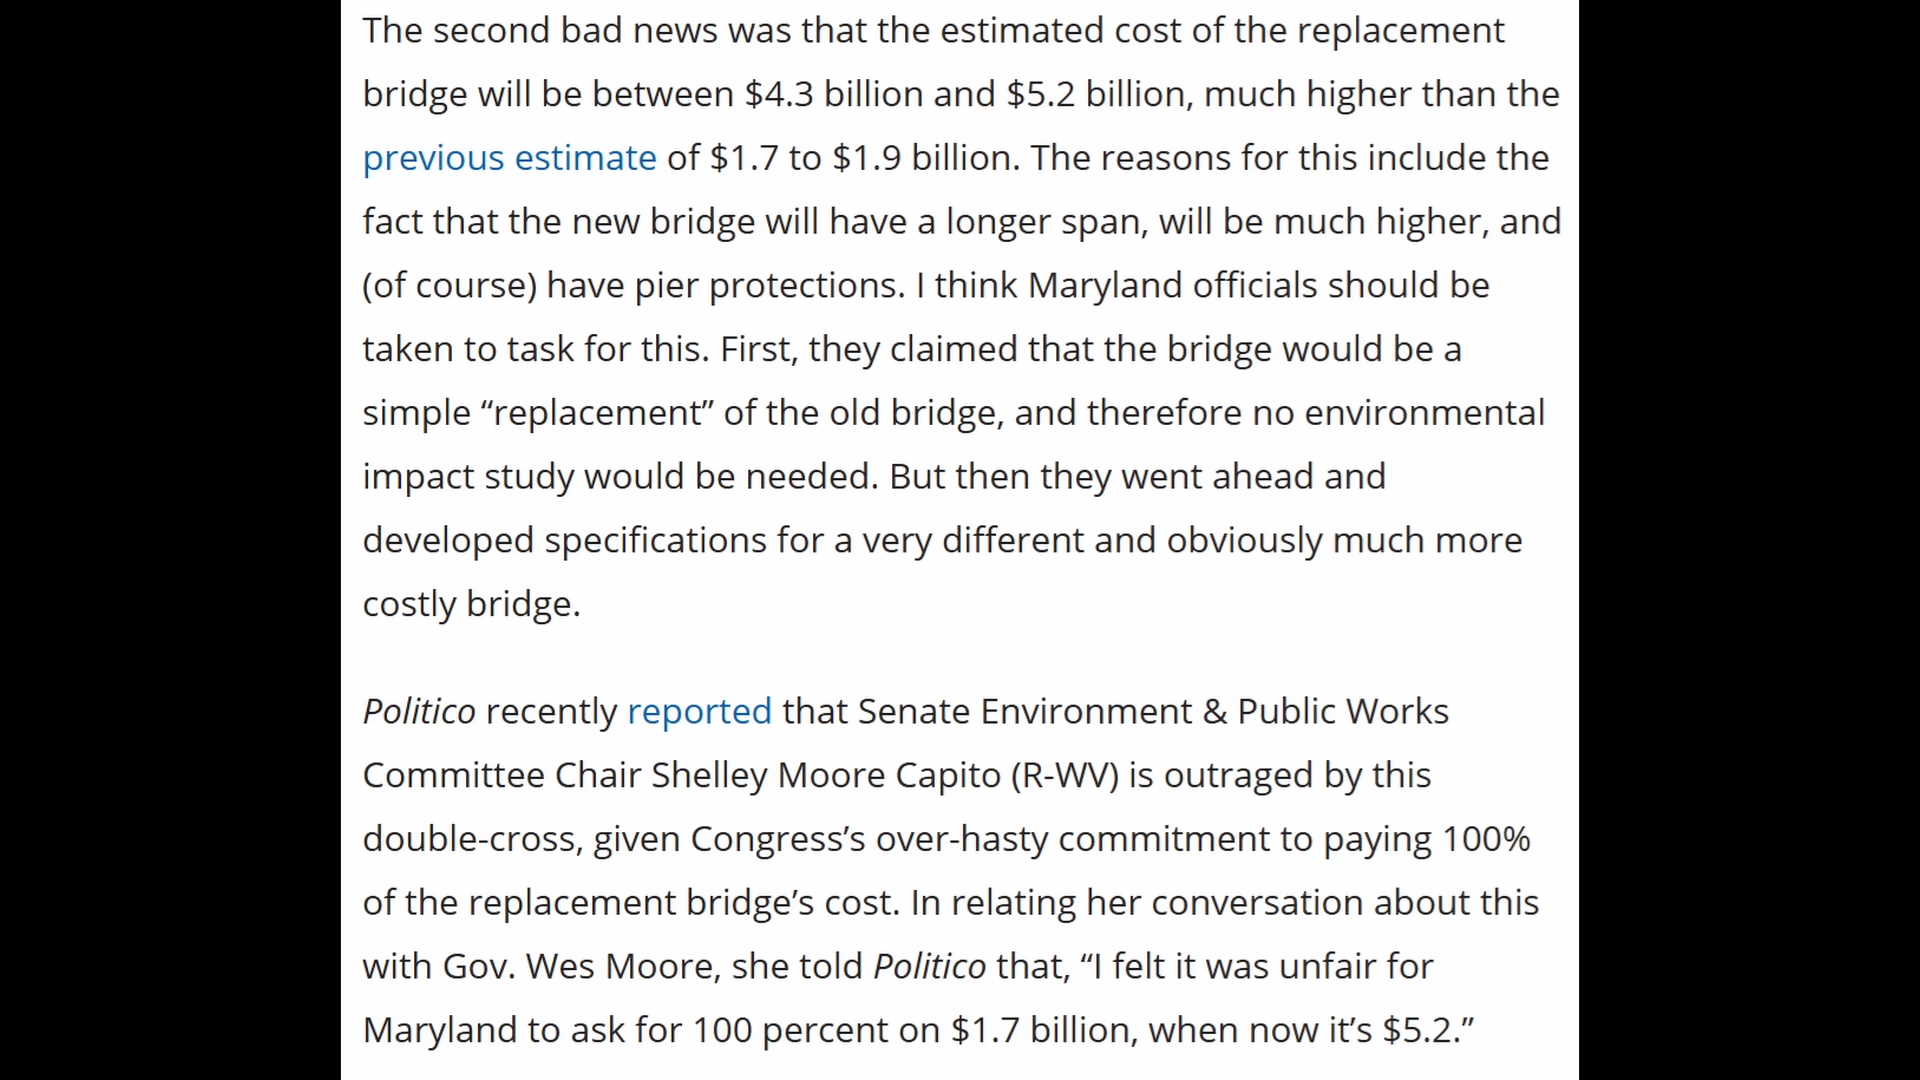 The second bad news was that the estimated cost of the replacement
bridge will be between $4.3 billion and $5.2 billion, much higher than the
previous estimate of $1.7 to $1.9 billion. The reasons for this include the
fact that the new bridge will have a longer span, will be much higher, and
(of course) have pier protections. I think Maryland officials should be
taken to task for this. First, they claimed that the bridge would be a
simple “replacement” of the old bridge, and therefore no environmental
impact study would be needed. But then they went ahead and
developed specifications for a very different and obviously much more
costly bridge.
Politico recently reported that Senate Environment & Public Works
Committee Chair Shelley Moore Capito (R-WV) is outraged by this
double-cross, given Congress’s over-hasty commitment to paying 100%
of the replacement bridge’s cost. In relating her conversation about this
with Gov. Wes Moore, she told Politico that, “I felt it was unfair for
Maryland to ask for 100 percent on $1.7 billion, when now it’s $5.2.”